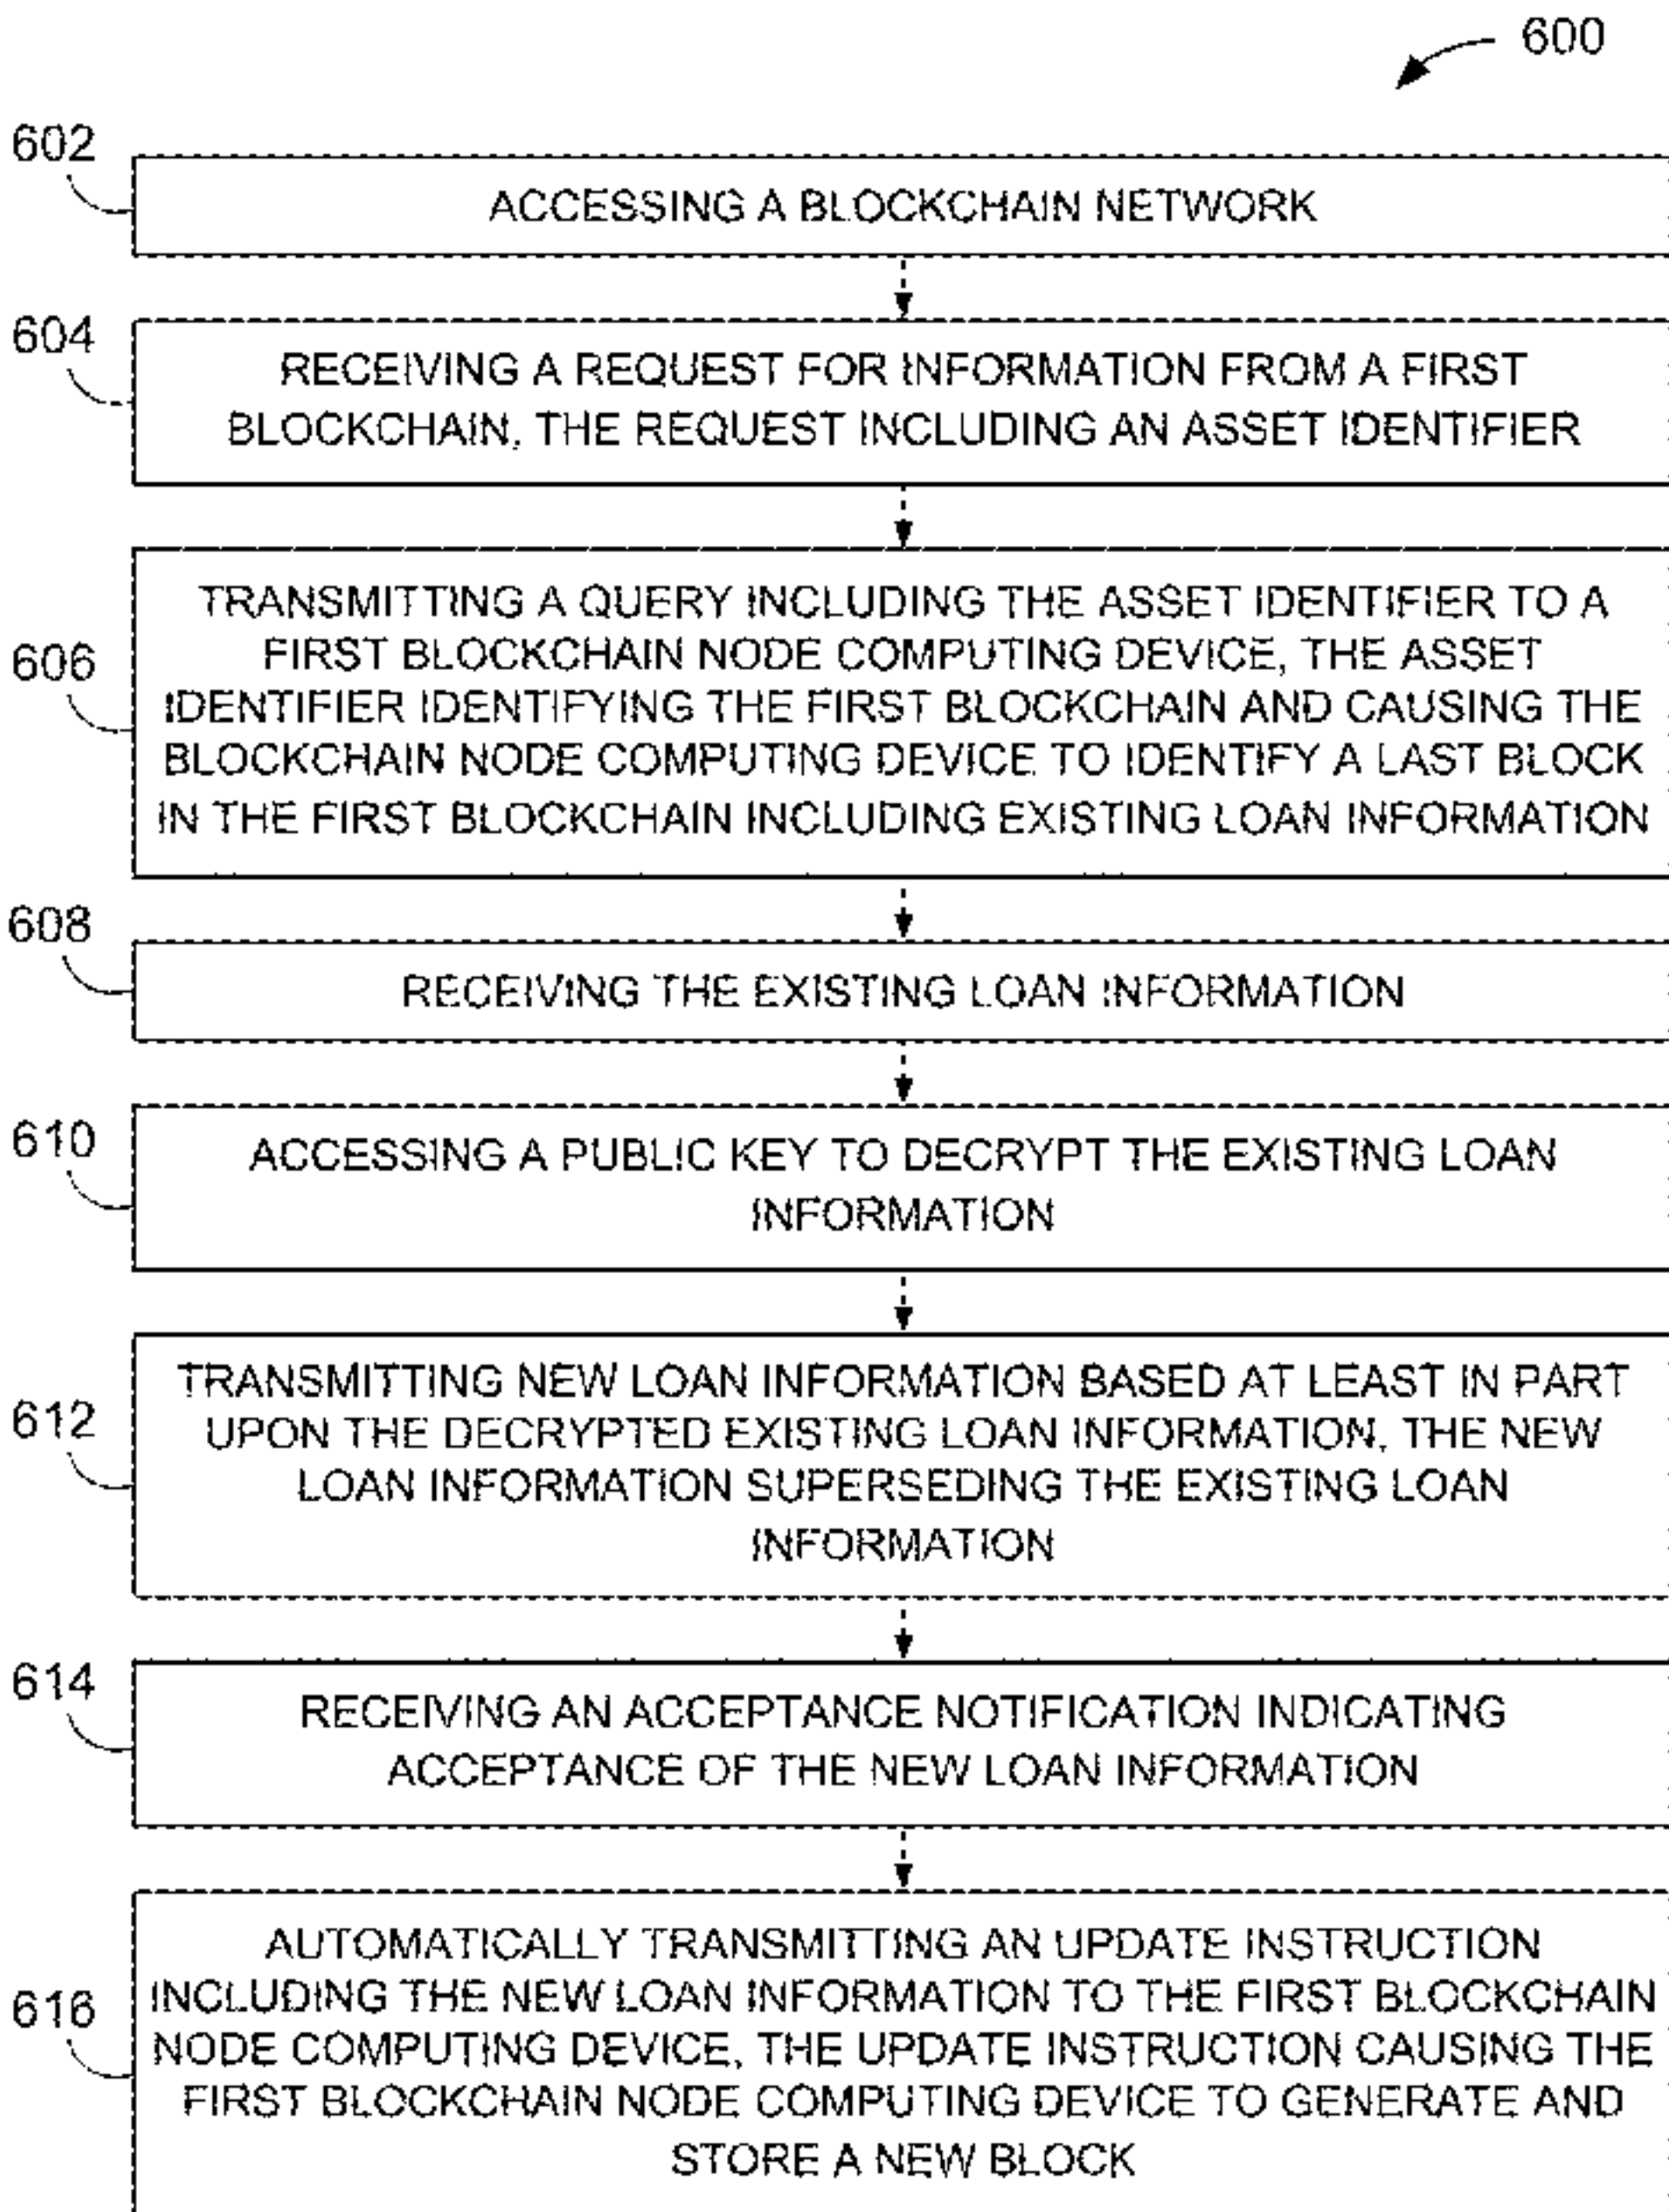 600
602
ACCESSING A BLOCKCHAIN NETWORK
604
RECEIVING A REQUEST FOR INFORMATION FROM A FIRST
BLOCKCHAIN, THE REQUEST INCLUDING AN ASSET IDENTIFIER
606
TRANSMITTING A QUERY INCLUDING THE ASSET IDENTIFIER TO A
FIRST BLOCKCHAIN NODE COMPUTING DEVICE, THE ASSET
IDENTIFIER IDENTIFYING THE FIRST BLOCKCHAIN AND CAUSING THE
BLOCKCHAIN NODE COMPUTING DEVICE TO IDENTIFY A LAST BLOCK
IN THE FIRST BLOCKCHAIN INCLUDING EXISTING LOAN INFORMATION
608
RECEIVING THE EXISTING LOAN INFORMATION
610
ACCESSING A PUBLIC KEY TO DECRYPT THE EXISTING LOAN
INFORMATION
612
TRANSMITTING NEW LOAN INFORMATION BASED AT LEAST IN PART
UPON THE DECRYPTED EXISTING LOAN INFORMATION, THE NEW
LOAN INFORMATION SUPERSEDING THE EXISTING LOAN
INFORMATION
614
RECEIVING AN ACCEPTANCE NOTIFICATION INDICATING
ACCEPTANCE OF THE NEW LOAN INFORMATION
616
AUTOMATICALLY TRANSMITTING AN UPDATE INSTRUCTION
INCLUDING THE NEW LOAN INFORMATION TO THE FIRST BLOCKCHAIN
NODE COMPUTING DEVICE, THE UPDATE INSTRUCTION CAUSING THE
FIRST BLOCKCHAIN NODE COMPUTING DEVICE TO GENERATE AND
STORE A NEW BLOCK